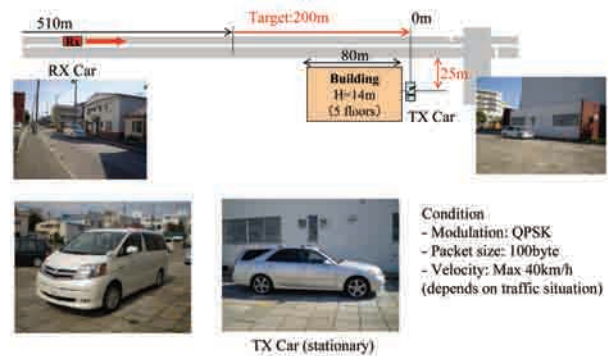 510m
Target:200m
0m
Rx
RX Car
80m
25m
Building
H=14m
(5 floors)
TX Car
Condition
- Modulation: QPSK
- Packet size: 100byte
- Velocity: Max 40km/h
(depends on traffic situation)
TX Car (stationary)